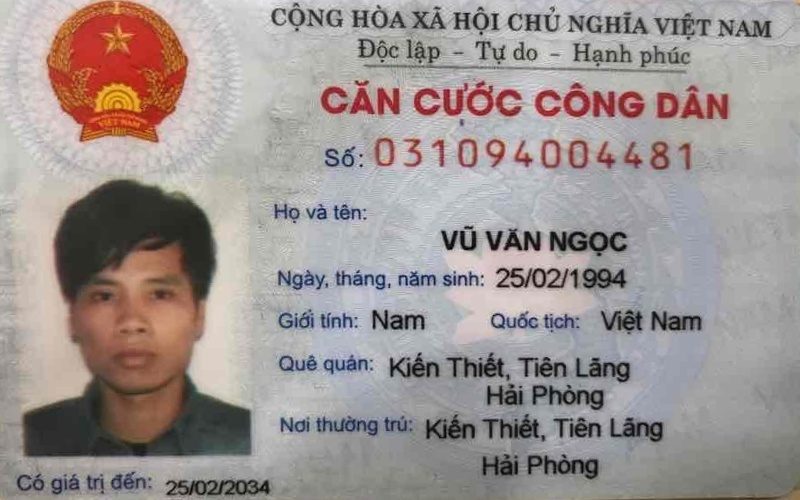 CỘNG HÒA XÃ HỘI CHỦ NGHĨA VIỆT NAM
Độc lập - Tự do - Hạnh phúc
CĂN CƯỚC CÔNG DÂN
Số: 031094004481
Họ và tên:
VŨ VĂN NGỌC
Ngày, tháng, năm sinh: 25/02/1994
Giới tính: Nam Quốc tịch: Việt Nam
Quê quán: Kiến Thiết, Tiên Lãng
Hải Phòng
Nơi thường trú: Kiến Thiết, Tiên Lãng
Hải Phòng
Có giá trị đến: 25/02/2034
VIỆT NAM